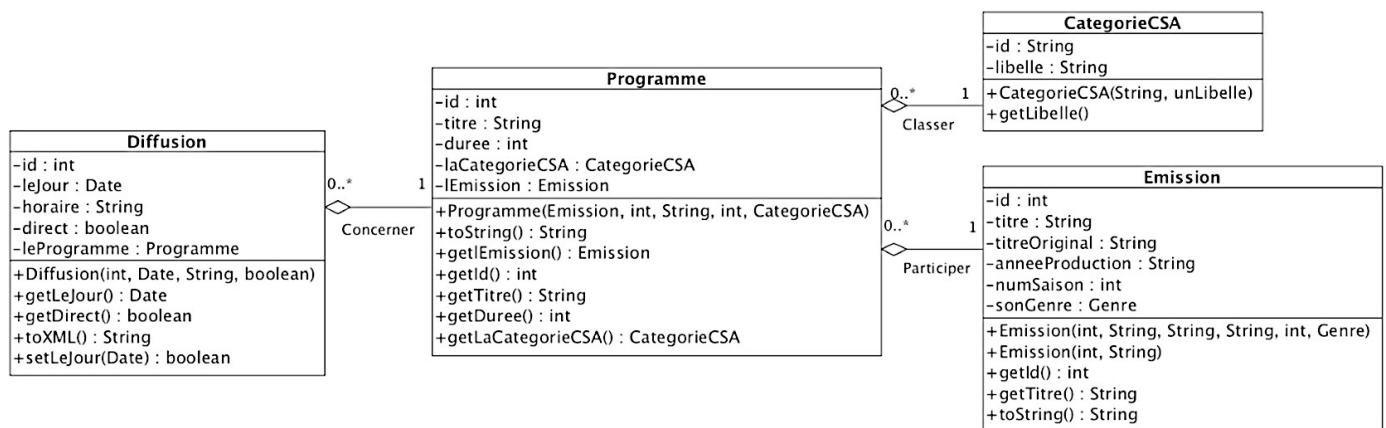 Diffusion
-id : int
-leJour : Date
-horaire : String
-direct : boolean
-leProgramme : Programme
+Diffusion(int, Date, String, boolean)
+getLeJour() : Date
+getDirect() : boolean
+toXML() : String
+setLeJour(Date) : boolean
0..* 1
Concerner
Programme
-id : int
-titre : String
-duree : int
-laCategorieCSA : CategorieCSA
-lEmission : Emission
+Programme(Emission, int, String, int, CategorieCSA)
+toString() : String
+getlEmission() : Emission
+getId() : int
+getTitre() : String
+getDuree() : int
+getLaCategorieCSA() : CategorieCSA
0..* 1
Classer
CategorieCSA
-id : String
-libelle : String
+CategorieCSA(String, unLibelle)
+getLibelle()
0..* 1
Participer
Emission
-id : int
-titre : String
-titreOriginal : String
-anneeProduction : String
-numSaison : int
-sonGenre : Genre
+Emission(int, String, String, String, int, Genre)
+Emission(int, String)
+getId() : int
+getTitre() : String
+toString() : String